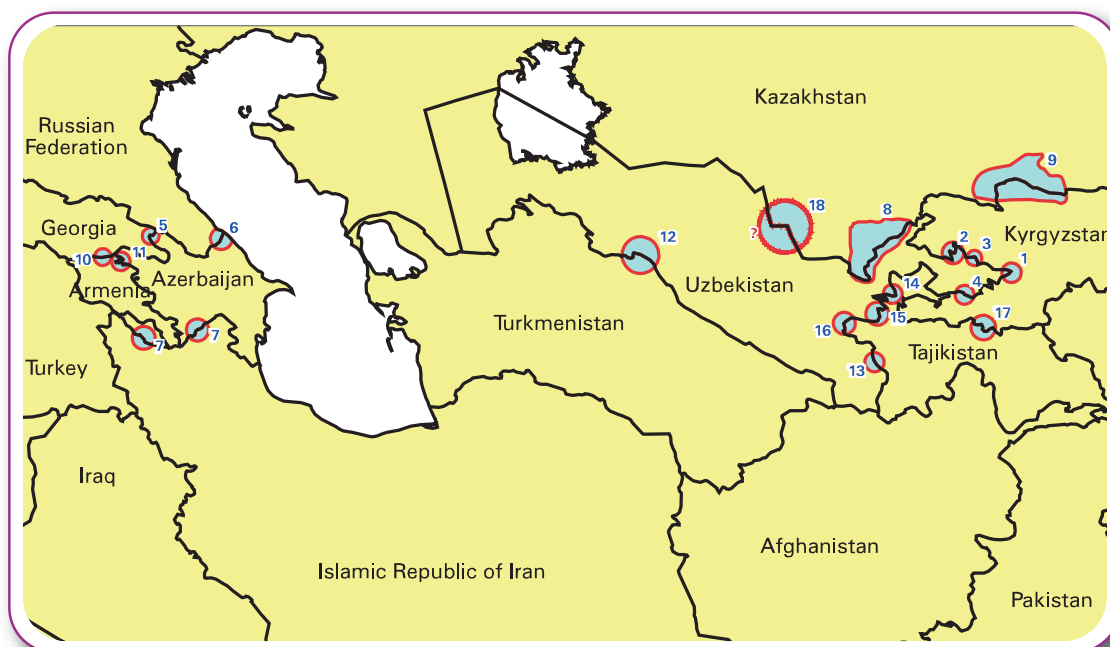 Kazakhstan
Russian
Federation
9
18
8
Georgia
5
6
?
2
3
Kyrgyzstan
12
10
11
Azerbaijan
1
Uzbekistan
Armenia
14
4
15
Turkmenistan
16
17
7
7
Tajikistan
Turkey
13
Iraq
Afghanistan
Islamic Republic of Iran
Pakistan